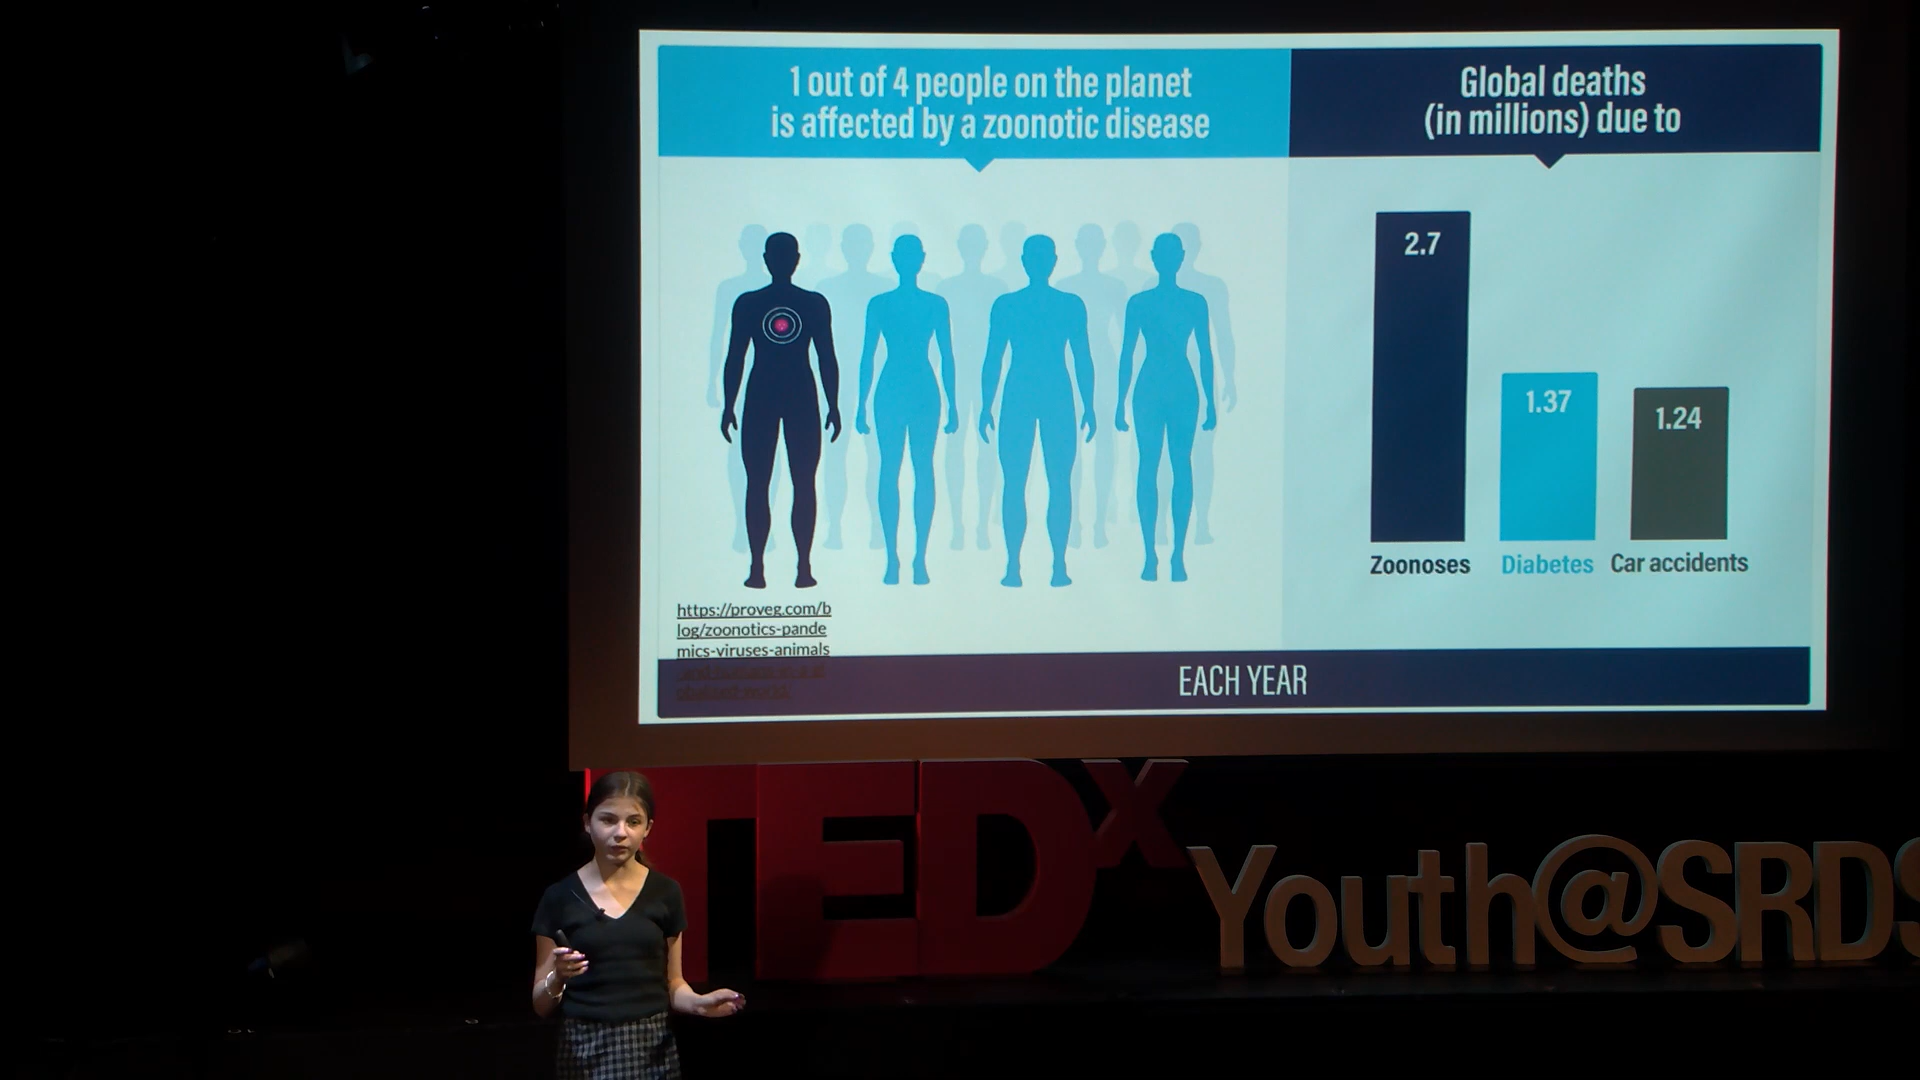 1 out of 4 people on the planet
is affected by a zoonotic disease
Global deaths
(in millions) due to
2.7
1.37
1.24
Zoonoses
Diabetes
Car accidents
https://proveg.com/b
log/zoonotics-pande
mics-viruses-animals
EACH YEAR
TEDx
Youth@SRDS